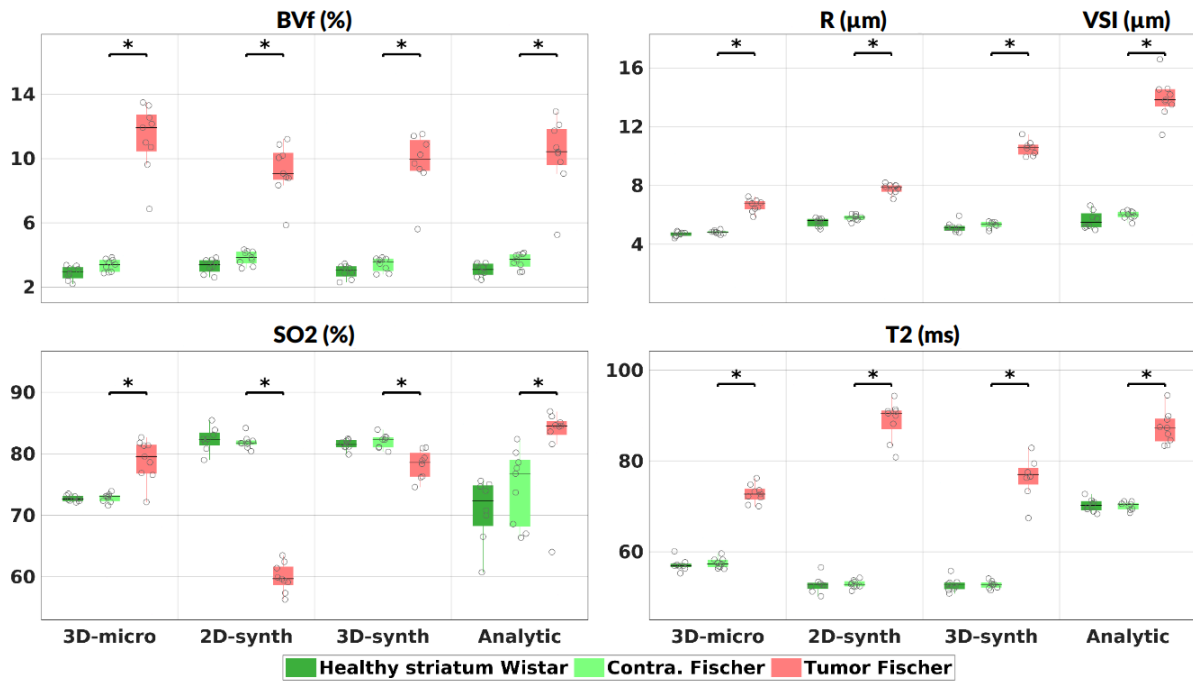 BVf (%)
R (µm)
VSI (µm)
* * * *
* * * *
14
10
6
2
16
12
8
4
SO2 (%)
T2 (ms)
* * * *
* * * *
90
80
70
60
100
80
60
3D-micro 2D-synth 3D-synth Analytic
3D-micro 2D-synth 3D-synth Analytic
Healthy striatum Wistar Contra. Fischer Tumor Fischer